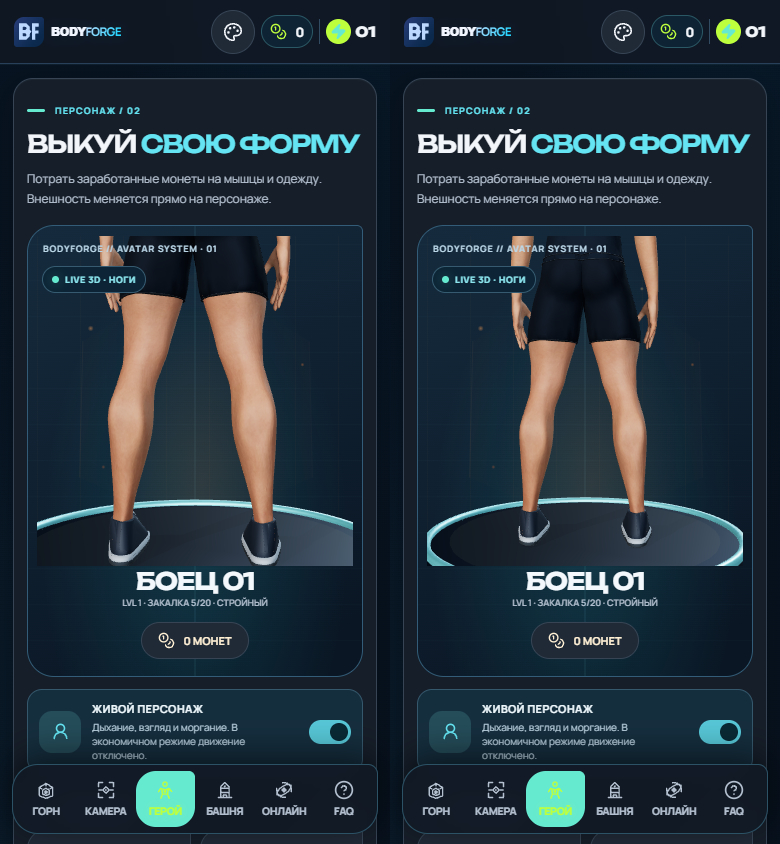 BF BODYFORGE 0 01
ПЕРСОНАЖ / 02
ВЫКУЙ СВОЮ ФОРМУ
Потрать заработанные монеты на мышцы и одежду.
Внешность меняется прямо на персонаже.
BODYFORGE // AVATAR SYSTEM · 01
LIVE 3D · НОГИ
БОЕЦ 01
LVL 1 · ЗАКАЛКА 5/20 · СТРОЙНЫЙ
0 МОНЕТ
ЖИВОЙ ПЕРСОНАЖ
Дыхание, взгляд и моргание. В
экономичном режиме движение
отключено.
ГОРН КАМЕРА ГЕРОЙ БАШНЯ ОНЛАЙН FAQ
BF BODYFORGE 0 01
ПЕРСОНАЖ / 02
ВЫКУЙ СВОЮ ФОРМУ
Потрать заработанные монеты на мышцы и одежду.
Внешность меняется прямо на персонаже.
BODYFORGE // AVATAR SYSTEM · 01
LIVE 3D · НОГИ
БОЕЦ 01
LVL 1 · ЗАКАЛКА 5/20 · СТРОЙНЫЙ
0 МОНЕТ
ЖИВОЙ ПЕРСОНАЖ
Дыхание, взгляд и моргание. В
экономичном режиме движение
отключено.
ГОРН КАМЕРА ГЕРОЙ БАШНЯ ОНЛАЙН FAQ